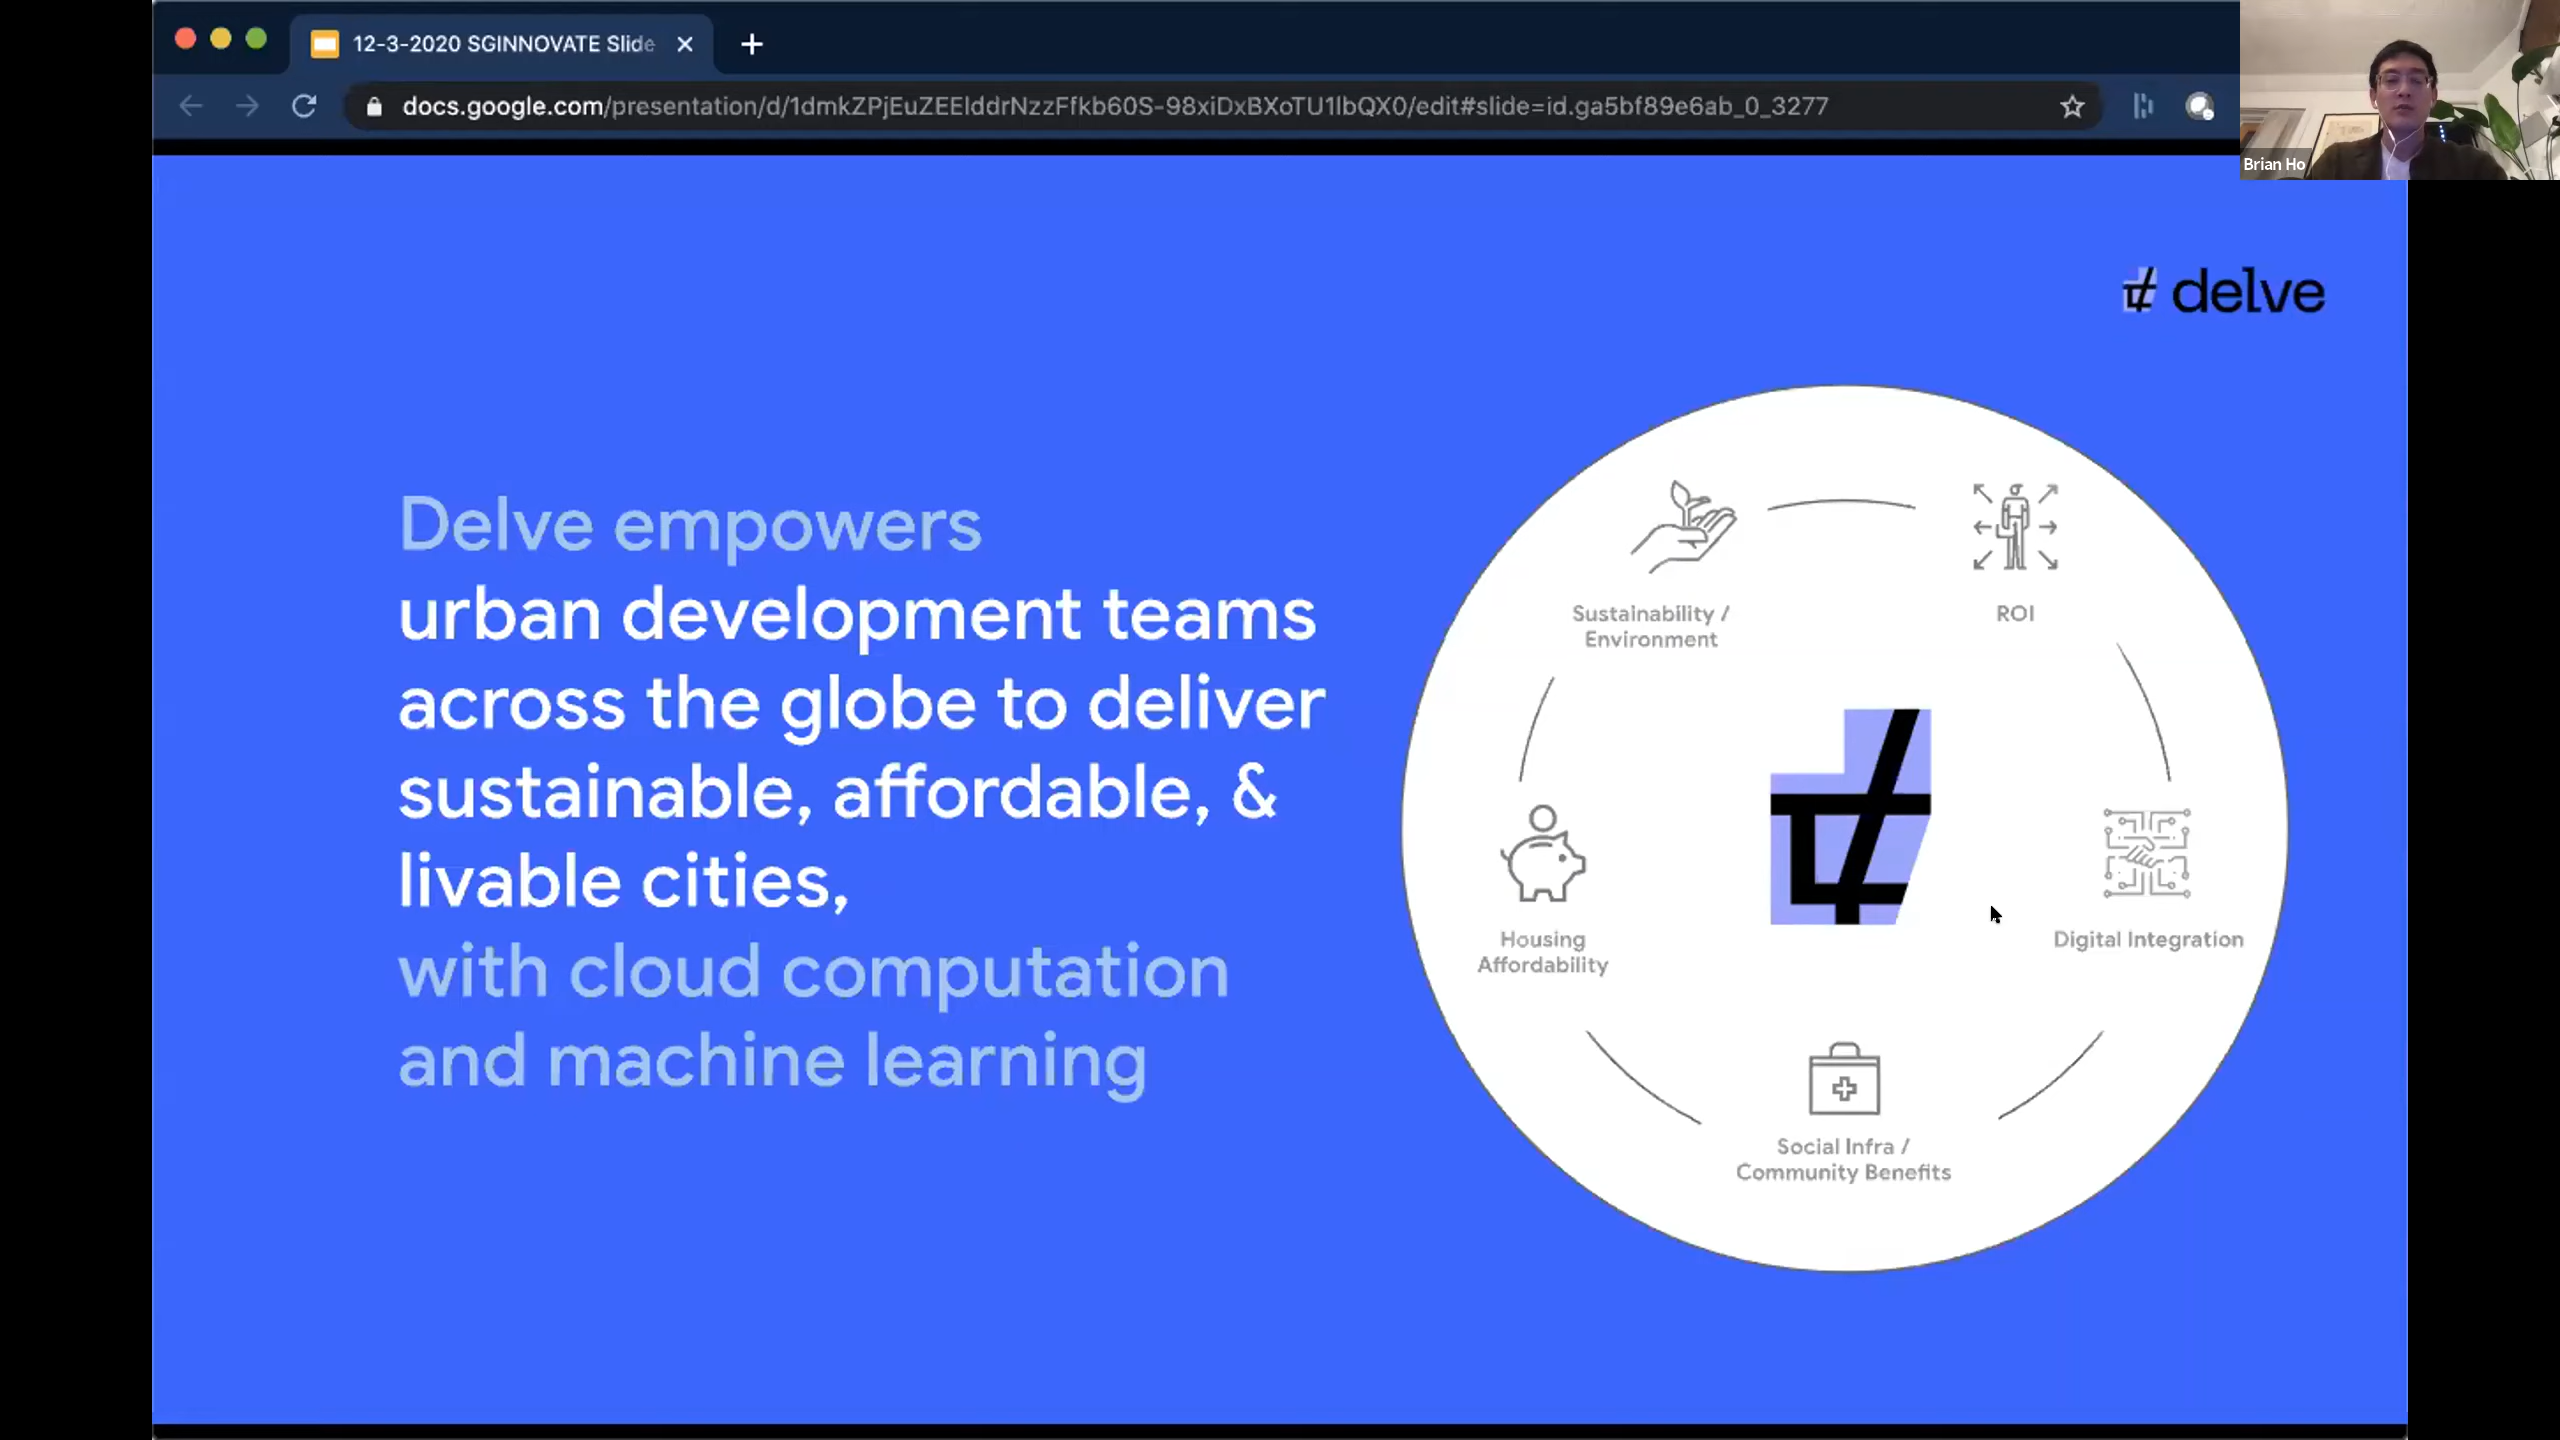 12-3-2020 SGINNOVATE Slide
docs.google.com/presentation/d/1dmkZPjEuZEElddrNzzFfkb60S-98xiDxBXoTU1lbQX0/edit#slide=id.ga5bf89e6ab_0_3277
Brian Ho
delve
Delve empowers
urban development teams
across the globe to deliver
sustainable, affordable, &
livable cities,
with cloud computation
and machine learning
Sustainability /
Environment
ROI
Housing
Affordability
Digital Integration
Social Infra /
Community Benefits